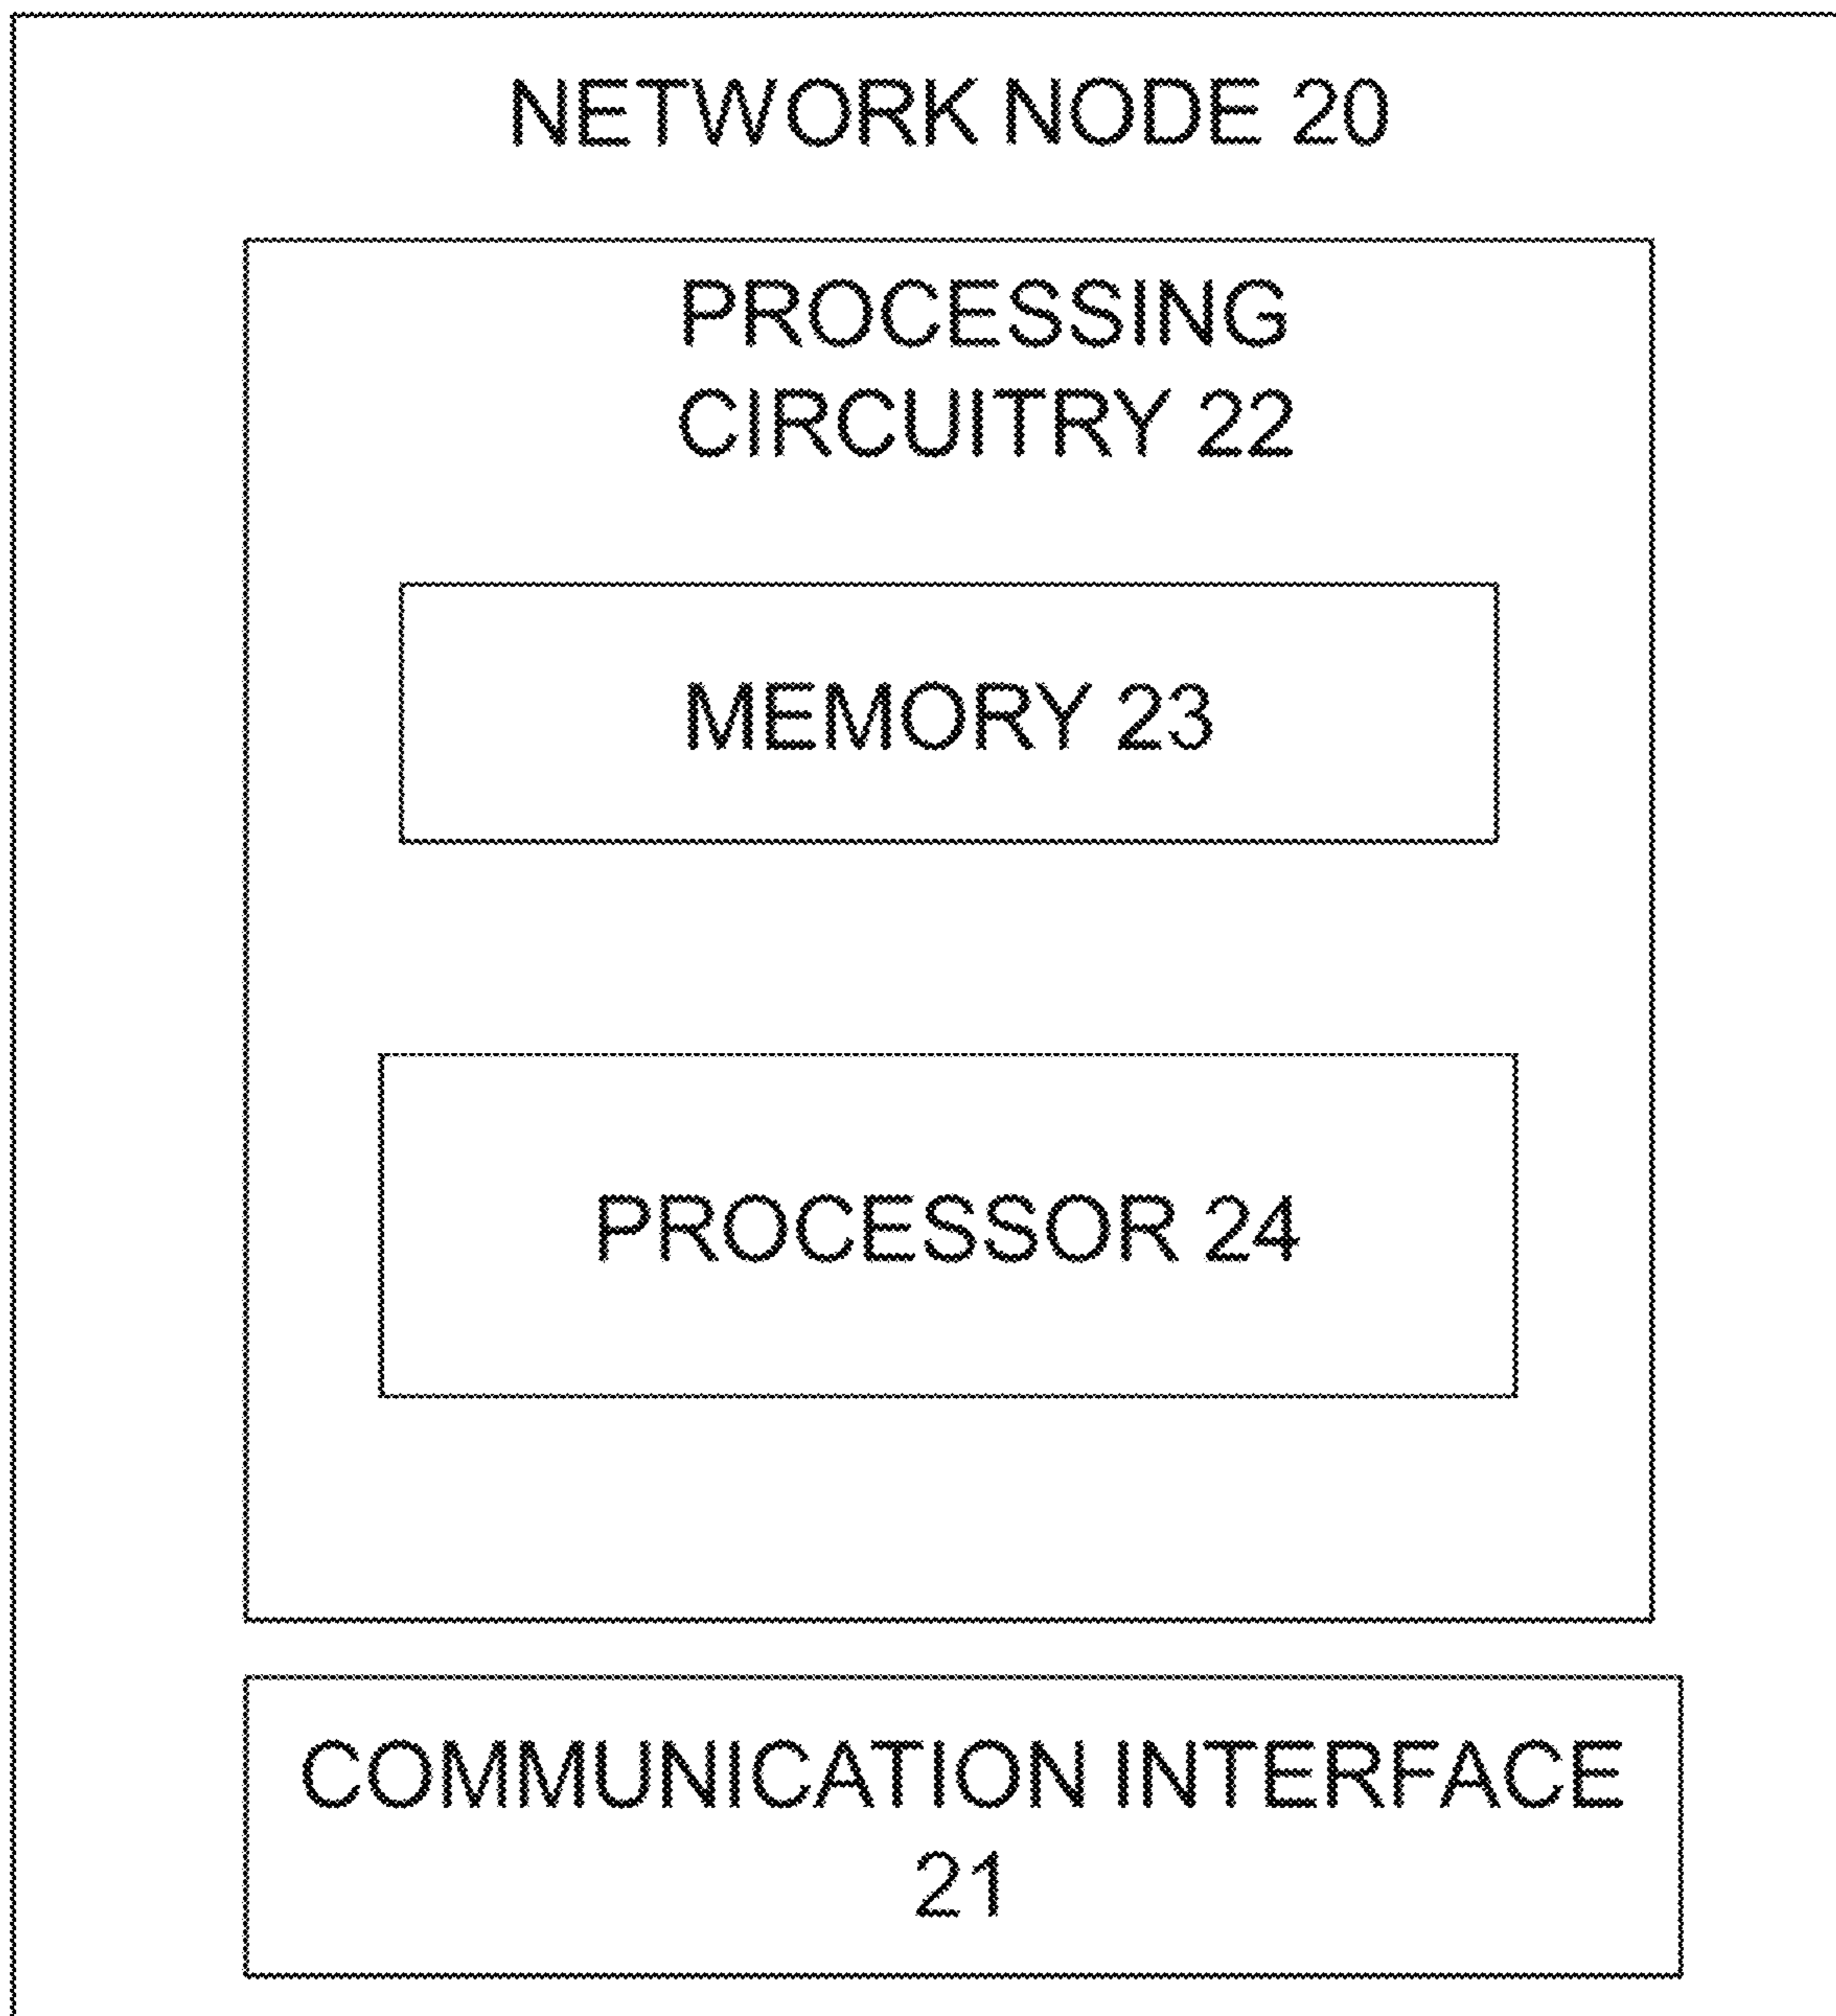 NETWORK NODE 20
PROCESSING
CIRCUITRY 22
MEMORY 23
PROCESSOR 24
COMMUNICATION INTERFACE
21